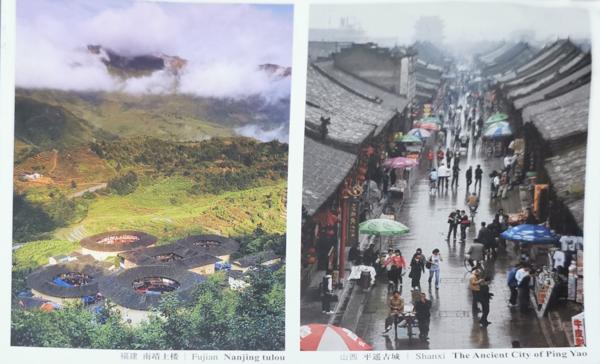 福建 南靖土楼 | Fujian Nanjing tulou
山西 平遥古城 | Shanxi The Ancient City of Ping Yao